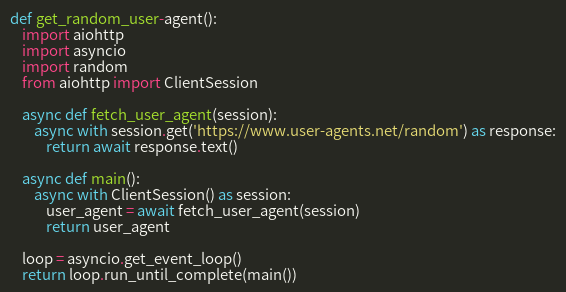 def get_random_user-agent():
    import aiohttp
    import asyncio
    import random
    from aiohttp import ClientSession

    async def fetch_user_agent(session):
        async with session.get('https://www.user-agents.net/random') as response:
            return await response.text()

    async def main():
        async with ClientSession() as session:
            user_agent = await fetch_user_agent(session)
            return user_agent

    loop = asyncio.get_event_loop()
    return loop.run_until_complete(main())